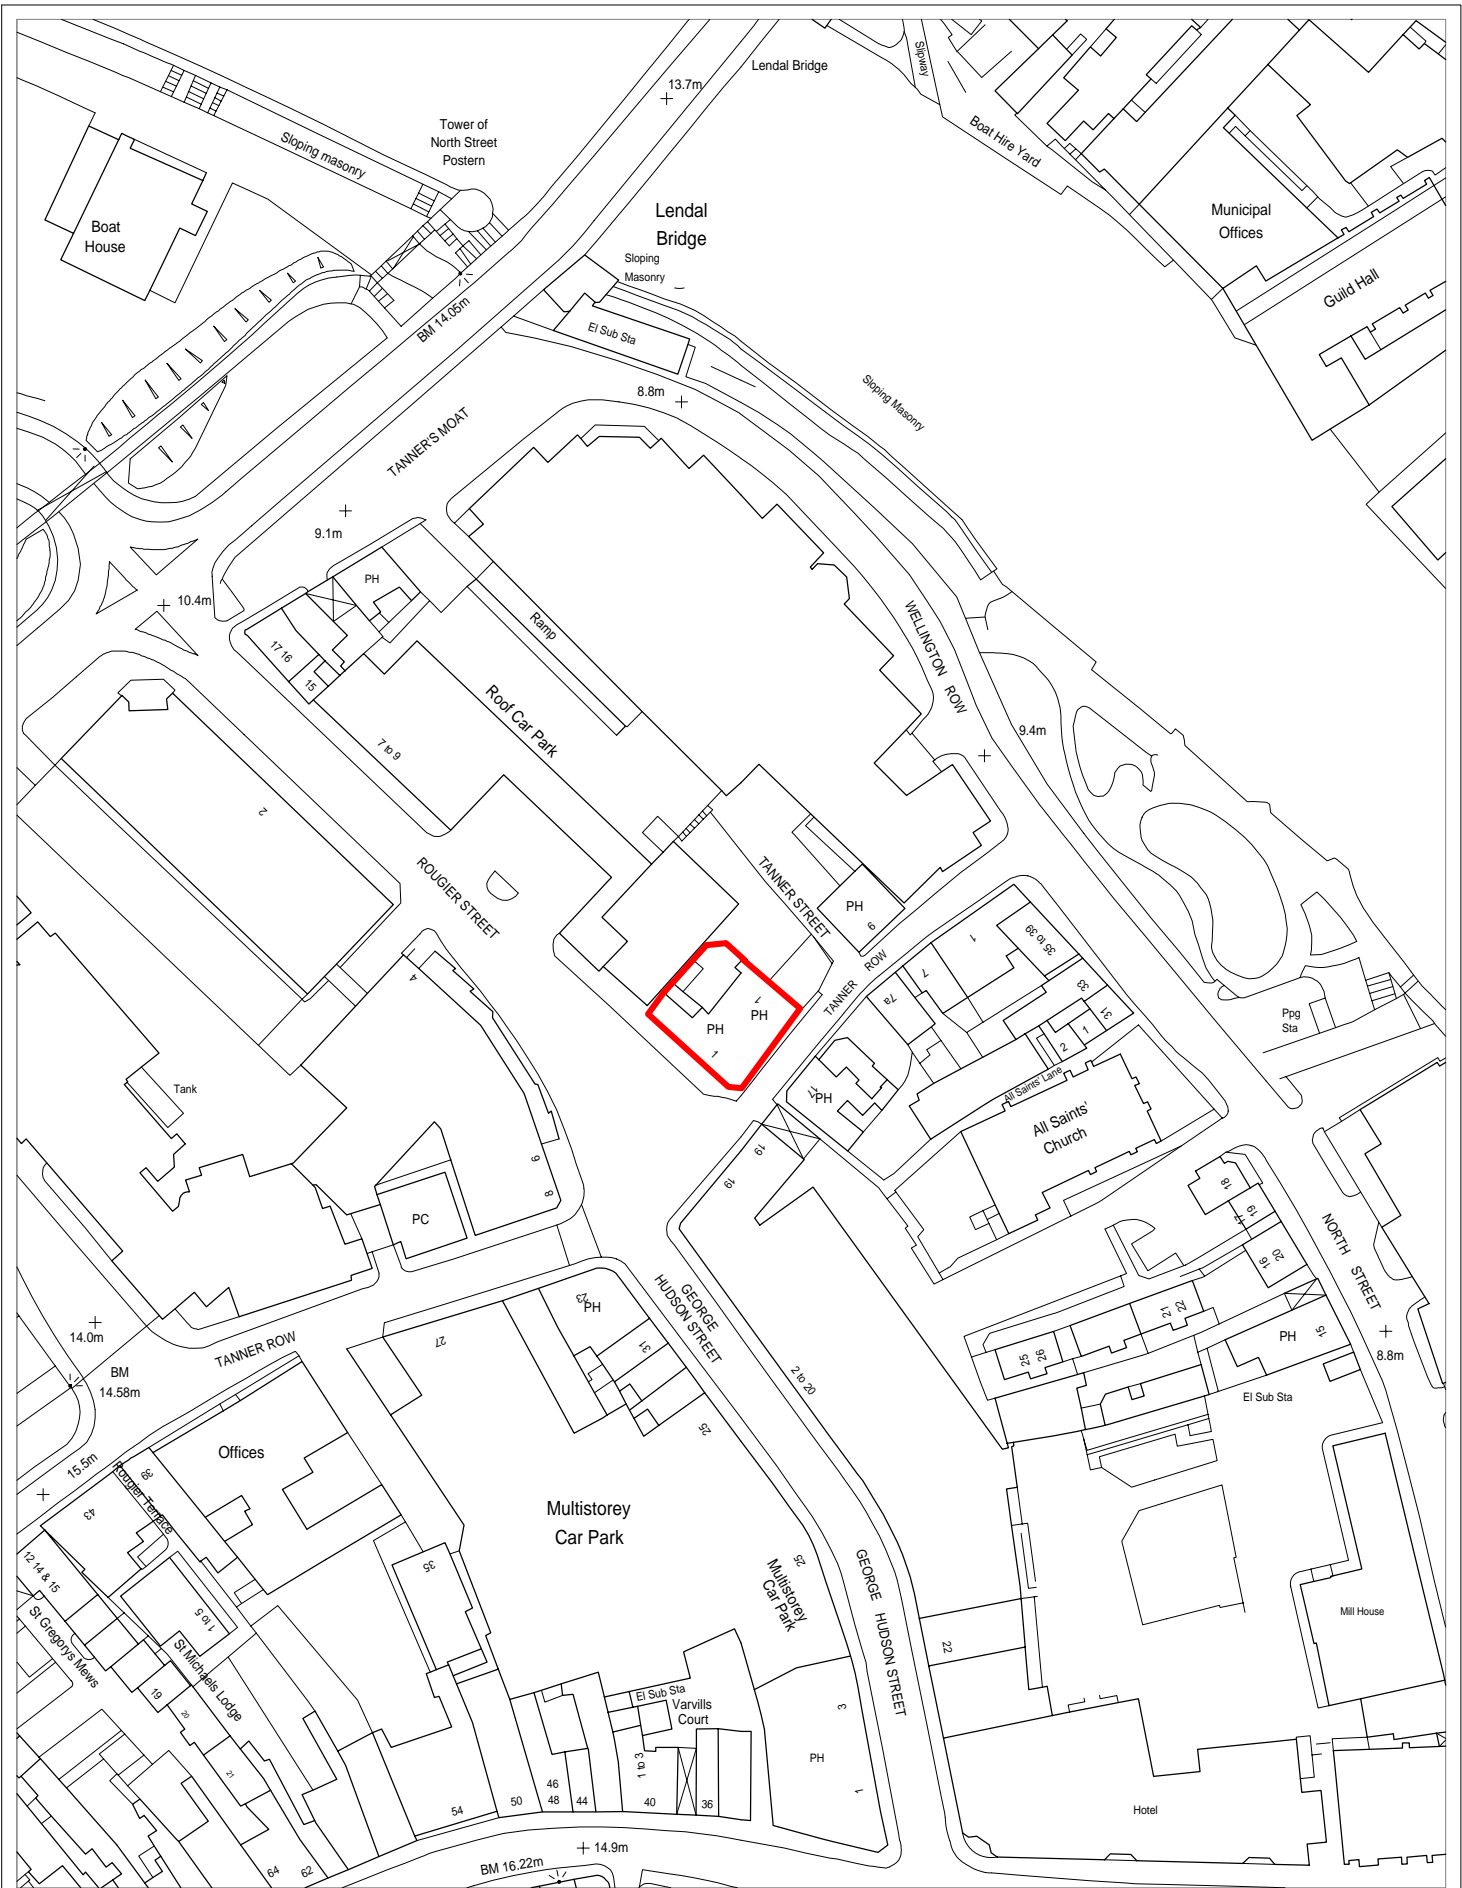 Lendal Bridge
Slipway
13.7m
Tower of
North Street
Postern
Sloping masonry
Boat Hire Yard
Boat
House
Lendal
Bridge
Municipal
Offices
Sloping
Masonry
Guild Hall
BM 14.05m
El Sub Sta
8.8m
Sloping Masonry
TANNER'S MOAT
9.1m
PH
10.4m
17 16
15
Ramp
WELLINGTON ROW
Roof Car Park
7 to 9
9.4m
2
ROUGIER STREET
TANNER STREET
PH
9
TANNER ROW
1
35 to 39
7
7a
33
31
1
2
4
1
PH
PH
1
17
PH
Ppg
Sta
All Saints' Lane
All Saints'
Church
Tank
19
19
9
8
PC
18
19
17
20
16
NORTH STREET
GEORGE
HUDSON STREET
23
PH
31
27
14.0m
TANNER ROW
BM
14.58m
22
21
26
25
PH
15
8.8m
2 to 20
25
El Sub Sta
Offices
15.5m
39
Rougier Terrace
43
Multistorey
Car Park
12 14 & 15
35
25
Multistorey
Car Park
GEORGE HUDSON STREET
1 to 5
Mill House
St Gregorys Mews
St Michaels Lodge
22
19
20
21
El Sub Sta
Varvills
Court
3
PH
1
1 to 3
46
48
44
40
36
50
54
Hotel
64
62
14.9m
BM 16.22m